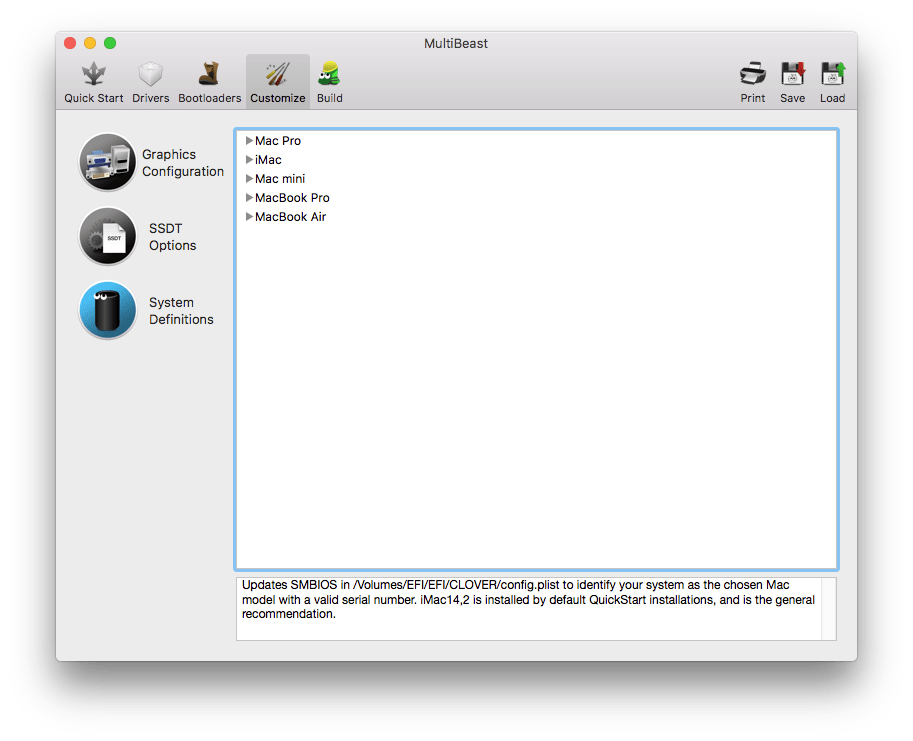 MultiBeast
Quick Start Drivers Bootloaders Customize Build Print Save Load
Graphics
Configuration
SSDT
SSDT
Options
System
Definitions
Mac Pro
iMac
Mac mini
MacBook Pro
MacBook Air
Updates SMBIOS in /Volumes/EFI/EFI/CLOVER/config.plist to identify your system as the chosen Mac
model with a valid serial number. iMac14,2 is installed by default QuickStart installations, and is the general
recommendation.